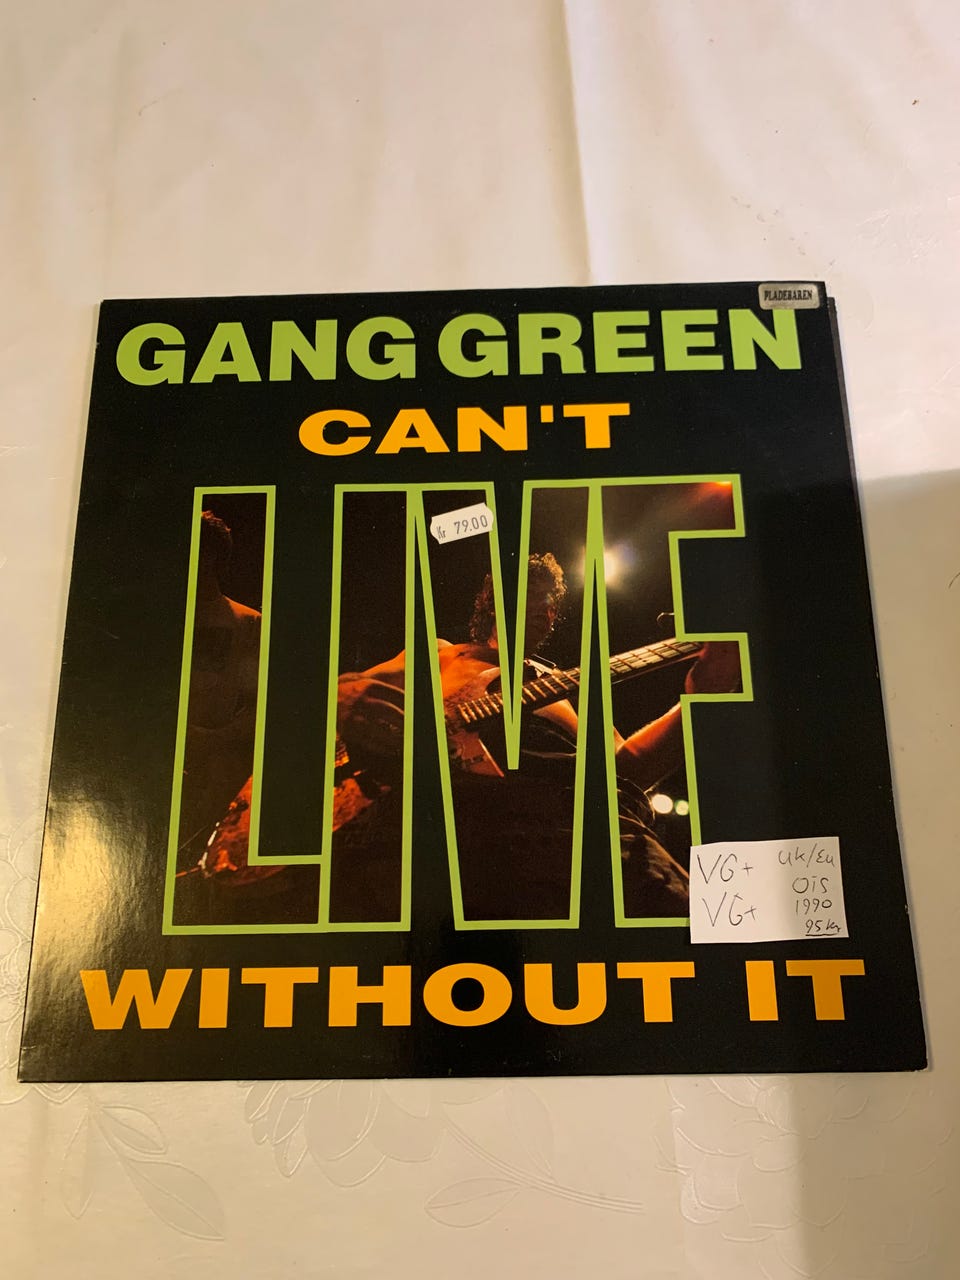 PLADEBAREN
GANG GREEN
CAN'T
LIVE
Kr 79.00
VG+ UK/EU
OIS
VG+ 1990
95 kr
WITHOUT IT